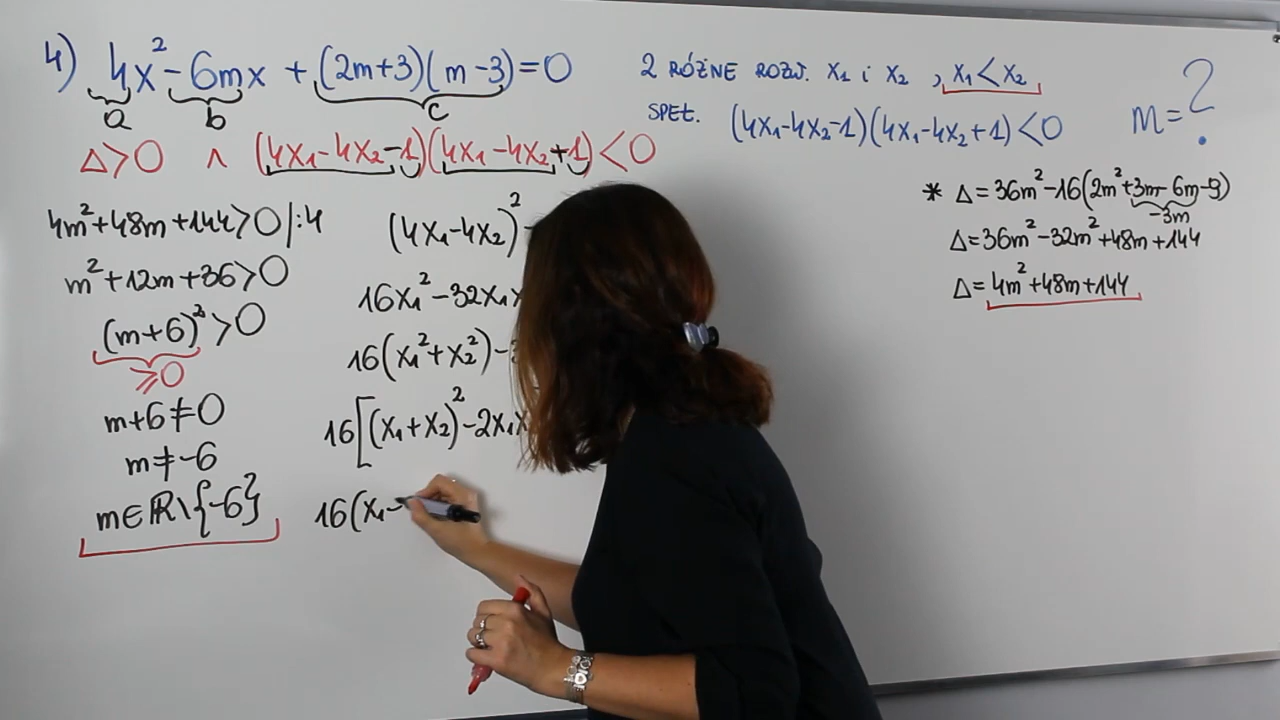 4) 4x²-6mx + (2m+3)(m-3)=0
a b c
2 RÓŻNE ROZW. x₁ i x₂ , x₁<x₂
SPEŁ. (4x₁-4x₂-1)(4x₁-4x₂+1)<0
m=?
Δ>0 ∧ (4x₁-4x₂-1)(4x₁-4x₂+1)<0
4m²+48m+144>0 |:4
m²+12m+36>0
(m+6)²>0
≥0
m+6≠0
m≠-6
m∈ℝ\{-6}
(4x₁-4x₂)²
16x₁²-32x₁
16(x₁²+x₂²)-
16[(x₁+x₂)²-2x₁x
16(x₁-
* Δ=36m²-16(2m²+3m-6m-9)
-3m
Δ=36m²-32m²+48m+144
Δ=4m²+48m+144